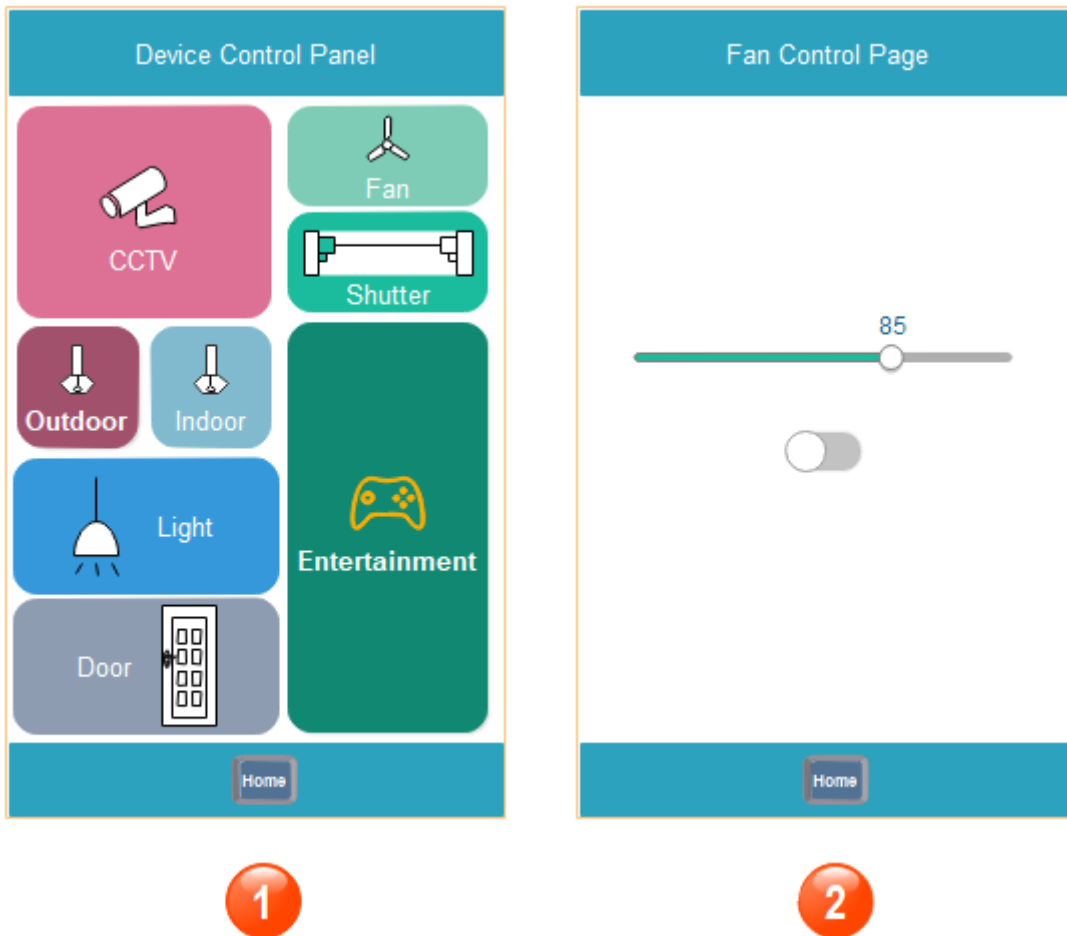 Device Control Panel
CCTV
Fan
Shutter
Outdoor
Indoor
Light
Entertainment
Door
Home
1
Fan Control Page
85
Home
2